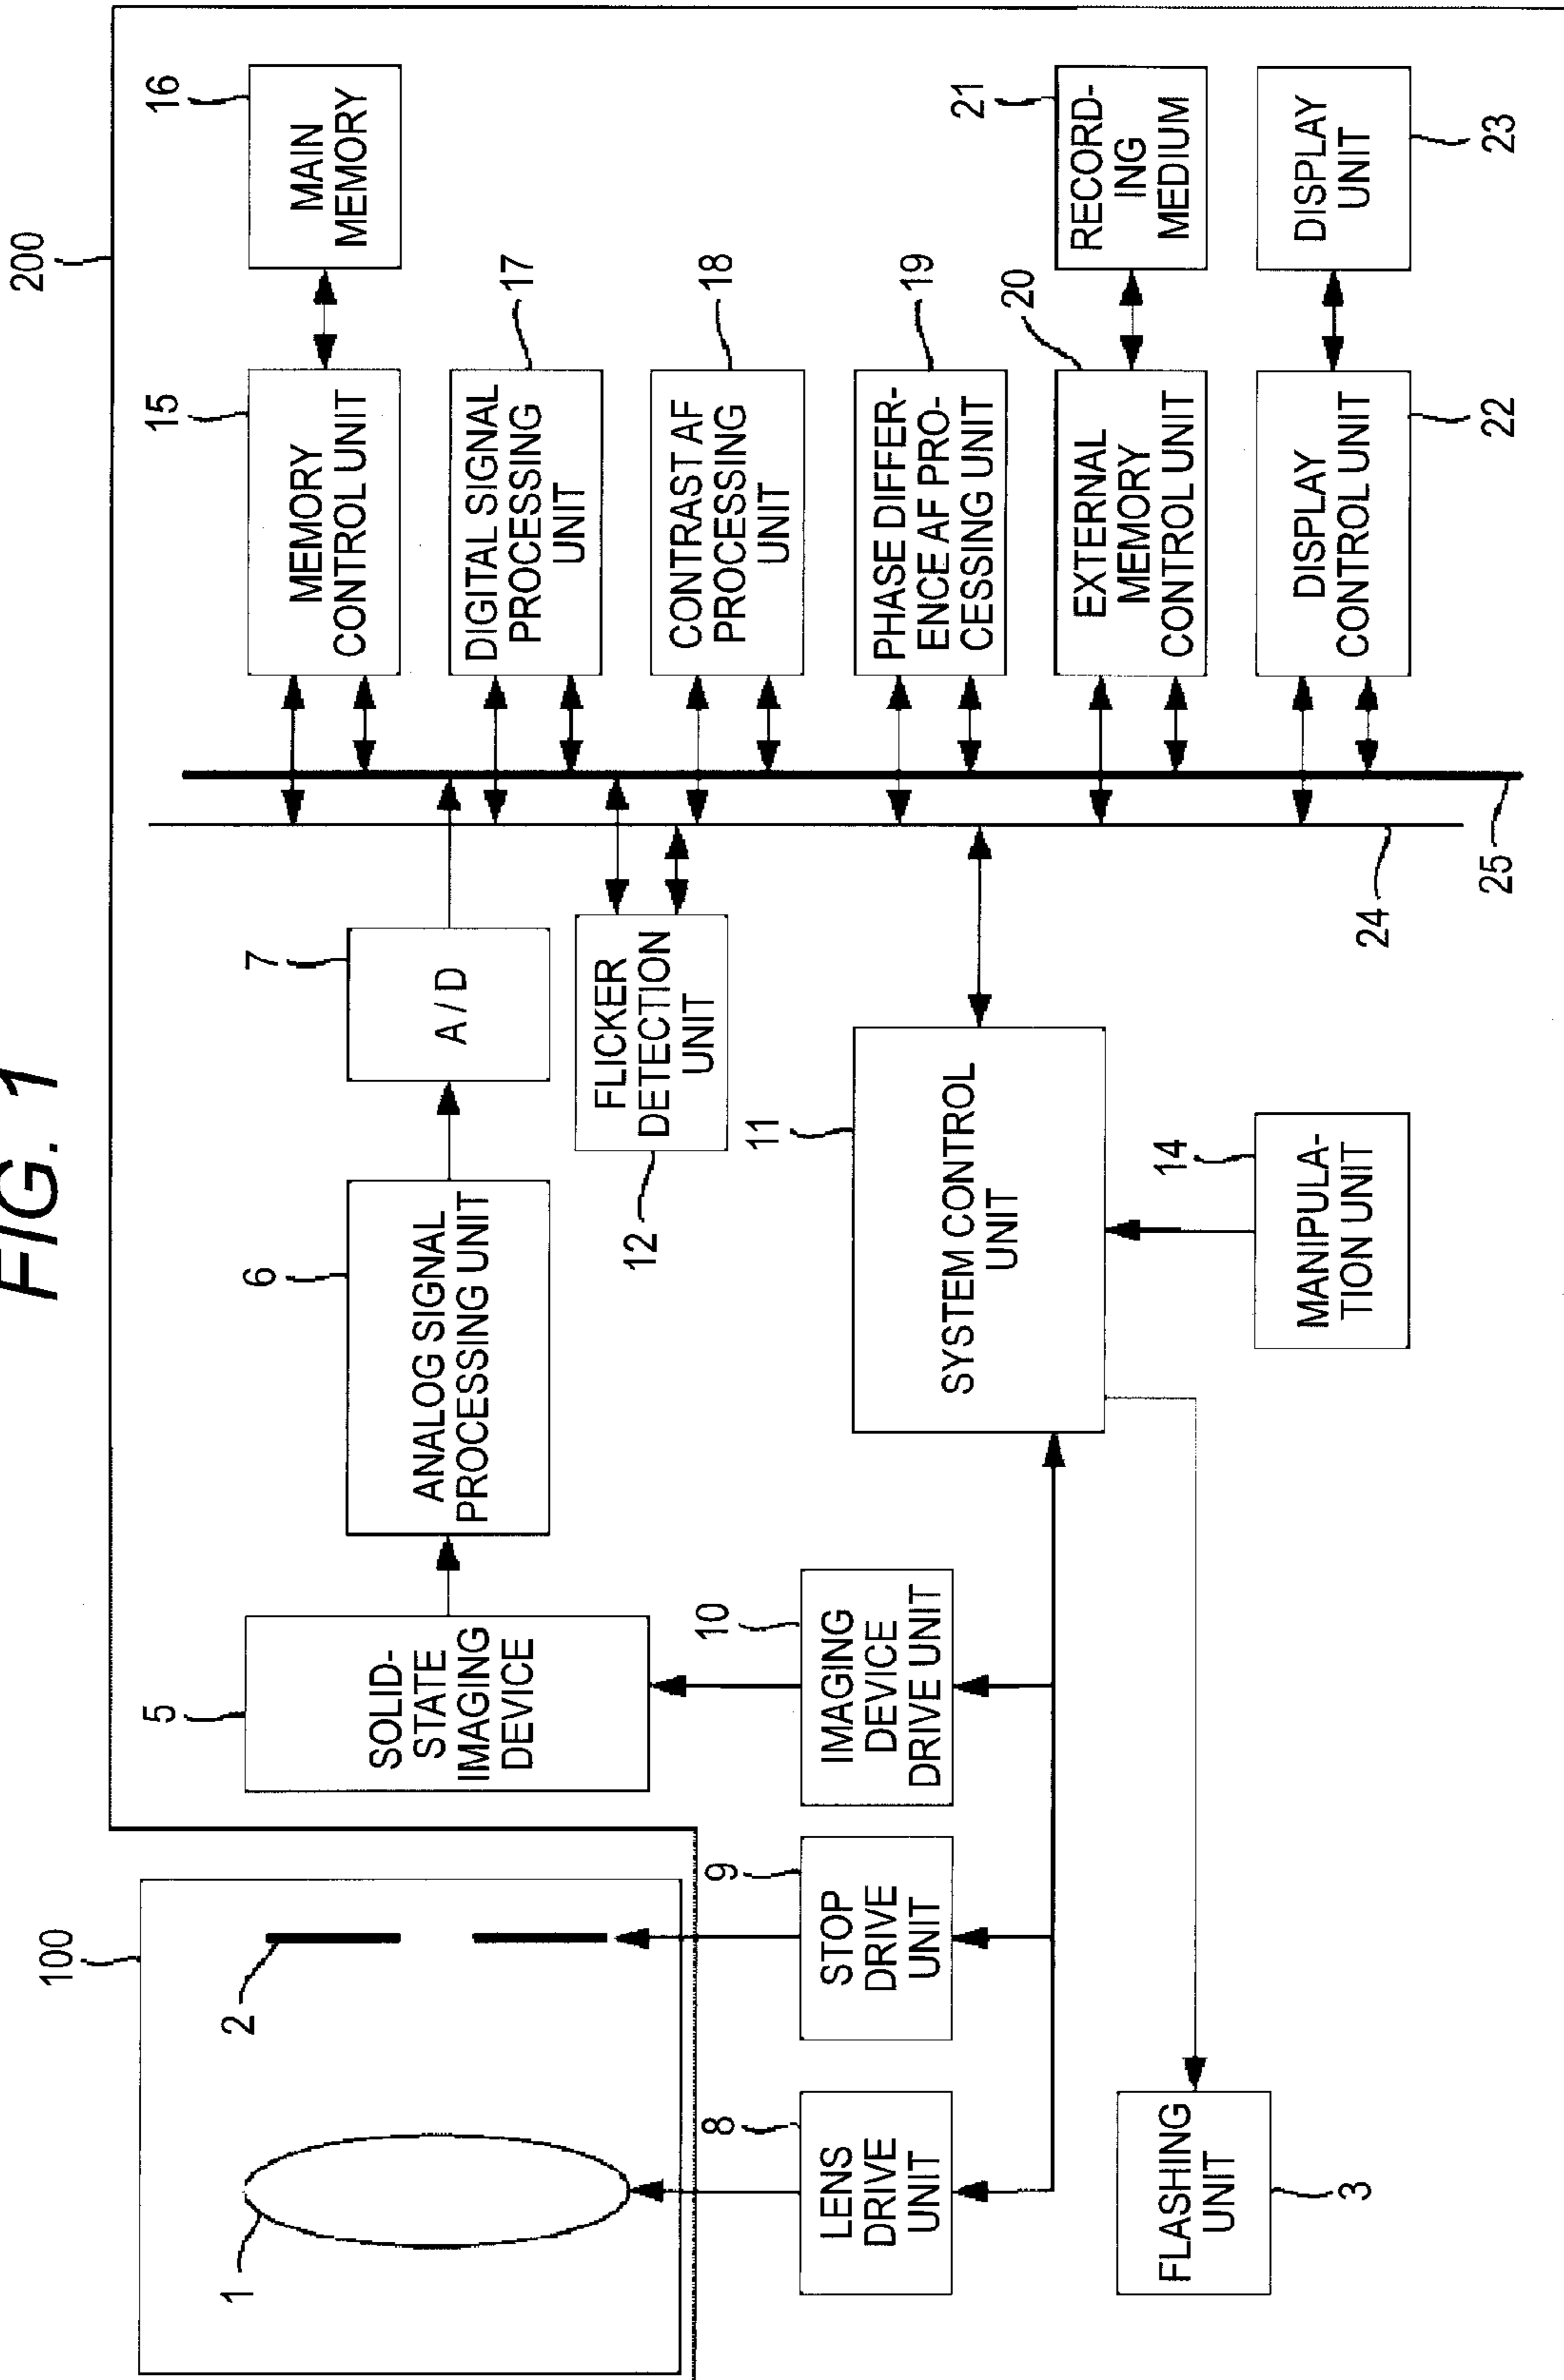 FIG. 1
200
100
1
2
5
SOLID-
STATE
IMAGING
DEVICE
6
ANALOG SIGNAL
PROCESSING UNIT
7
A / D
FLICKER
DETECTION
UNIT
12
15
MEMORY
CONTROL UNIT
16
MAIN
MEMORY
DIGITAL SIGNAL
PROCESSING
UNIT
17
CONTRAST AF
PROCESSING
UNIT
18
PHASE DIFFER-
ENCE AF PRO-
CESSING UNIT
19
20
EXTERNAL
MEMORY
CONTROL UNIT
21
RECORD-
ING
MEDIUM
DISPLAY
CONTROL UNIT
22
DISPLAY
UNIT
23
24
25
8
LENS
DRIVE
UNIT
9
STOP
DRIVE
UNIT
10
IMAGING
DEVICE
DRIVE UNIT
11
SYSTEM CONTROL
UNIT
14
MANIPULA-
TION UNIT
FLASHING
UNIT
3